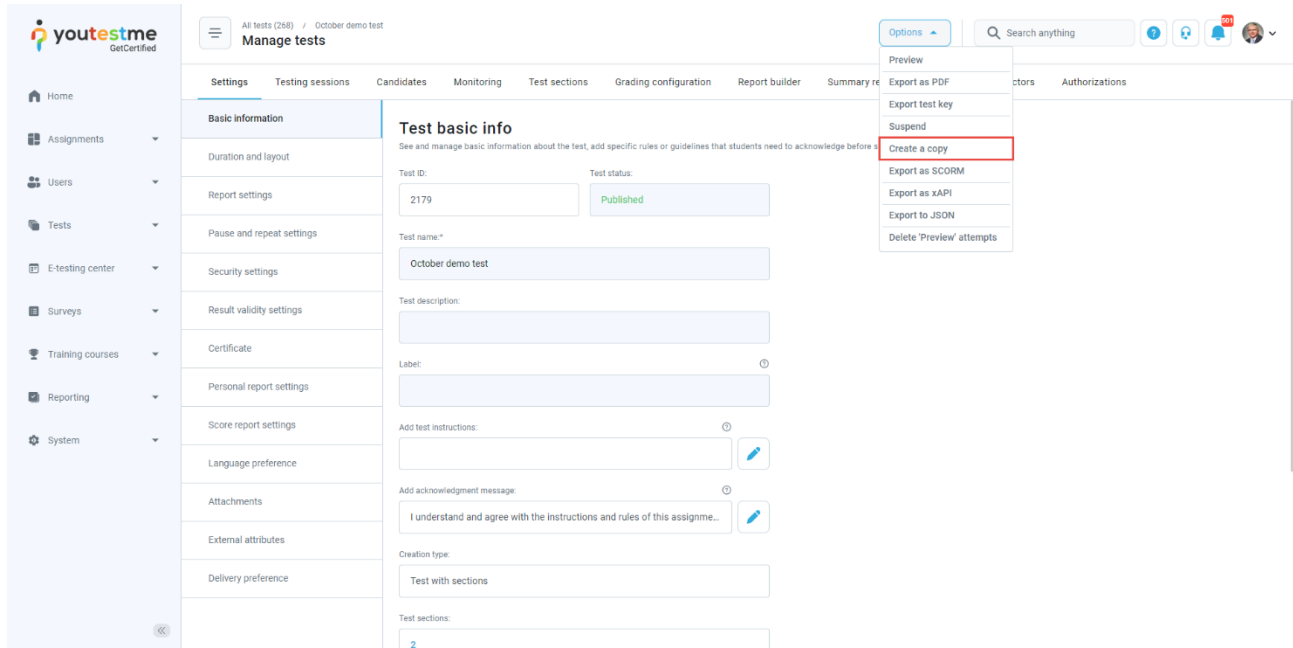 youtestme
GetCertified
All tests (268) / October demo test
Manage tests
Options
Search anything
501
Home
Assignments
Users
Tests
E-testing center
Surveys
Training courses
Reporting
System
Settings Testing sessions Candidates Monitoring Test sections Grading configuration Report builder Summary re ctors Authorizations
Preview
Export as PDF
Export test key
Suspend
Create a copy
Export as SCORM
Export as xAPI
Export to JSON
Delete 'Preview' attempts
Basic information
Duration and layout
Report settings
Pause and repeat settings
Security settings
Result validity settings
Certificate
Personal report settings
Score report settings
Language preference
Attachments
External attributes
Delivery preference
Test basic info
See and manage basic information about the test, add specific rules or guidelines that students need to acknowledge before s
Test ID: Test status:
2179 Published
Test name:*
October demo test
Test description:
Label:
Add test instructions:
Add acknowledgment message:
I understand and agree with the instructions and rules of this assignme...
Creation type:
Test with sections
Test sections:
2